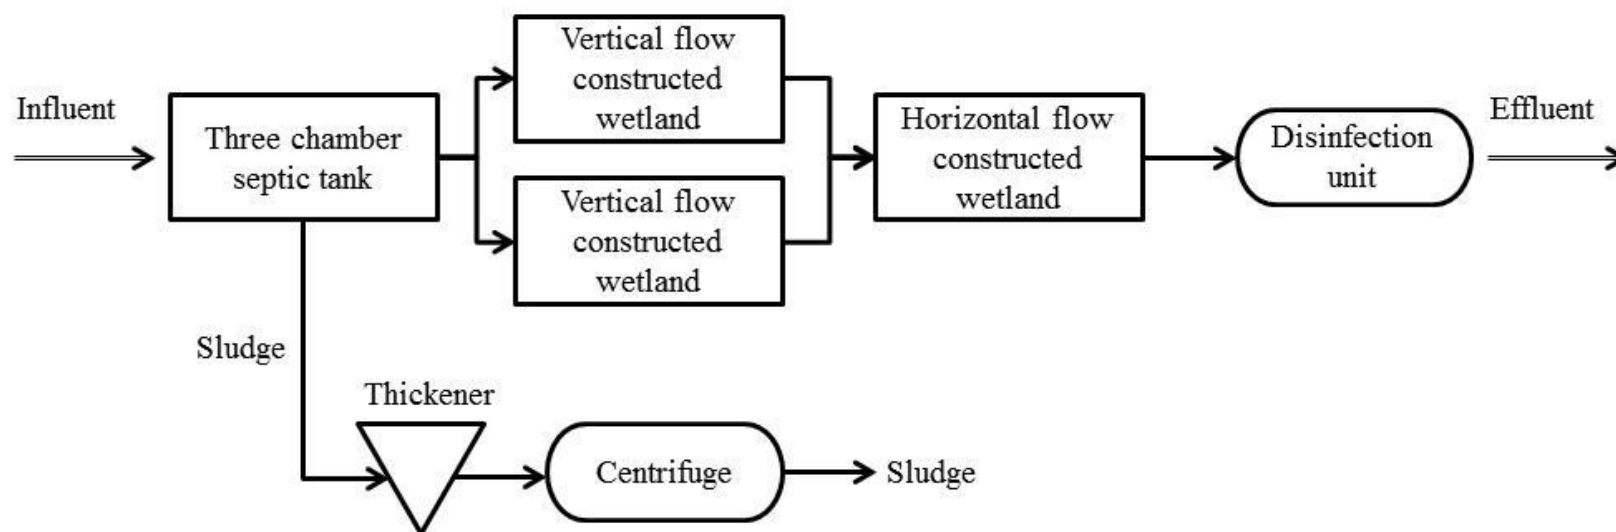 Influent
Three chamber
septic tank
Vertical flow
constructed
wetland
Vertical flow
constructed
wetland
Horizontal flow
constructed
wetland
Disinfection
unit
Effluent
Sludge
Thickener
Centrifuge
Sludge